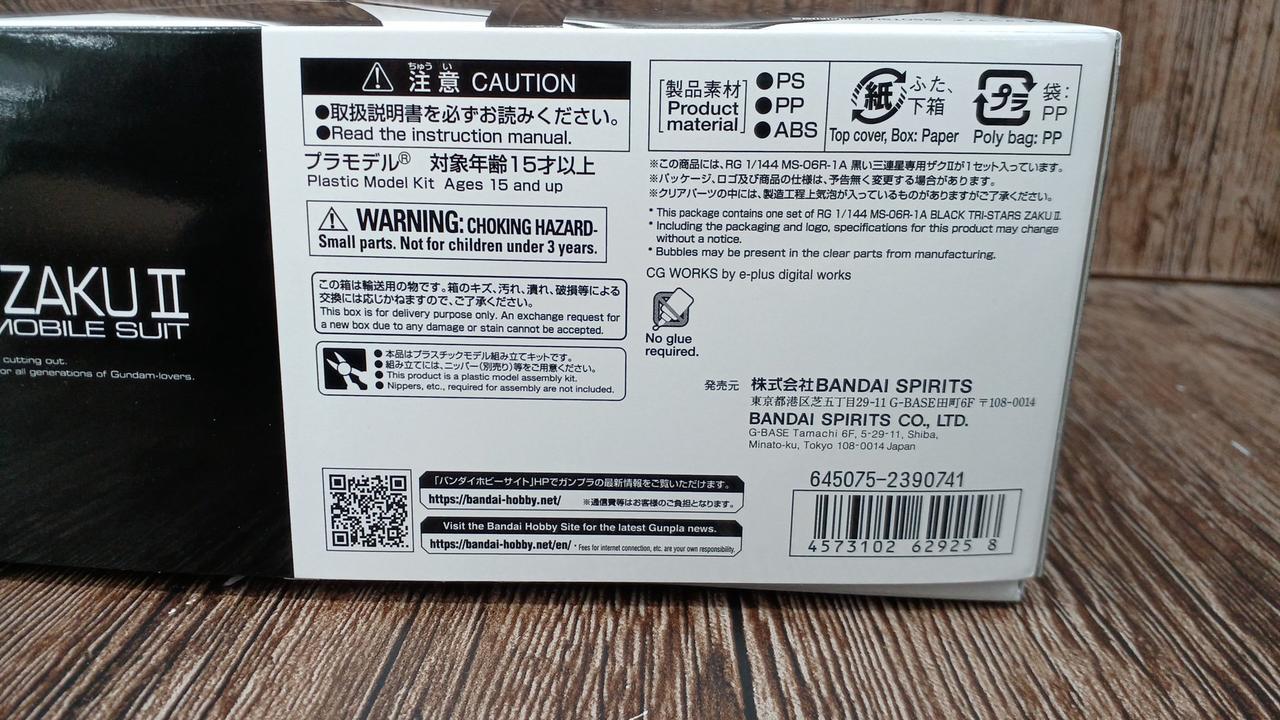 ZAKU II
MOBILE SUIT
cutting out.
or all generations of Gundam-lovers.
ちゅう い
注意 CAUTION
●取扱説明書を必ずお読みください。
●Read the instruction manual.
プラモデル® 対象年齢15才以上
Plastic Model Kit Ages 15 and up
WARNING: CHOKING HAZARD-
Small parts. Not for children under 3 years.
この箱は輸送用の物です。箱のキズ、汚れ、潰れ、破損等による
交換には応じかねますので、ご了承ください。
This box is for delivery purpose only. An exchange request for
a new box due to any damage or stain cannot be accepted.
●本品はプラスチックモデル組み立てキットです。
●組み立てには、ニッパー(別売り)等をご用意ください。
●This product is a plastic model assembly kit.
●Nippers, etc., required for assembly are not included.
「バンダイホビーサイト」HPでガンプラの最新情報をご覧いただけます。
https://bandai-hobby.net/ ※通信費等はお客様のご負担となります。
Visit the Bandai Hobby Site for the latest Gunpla news.
https://bandai-hobby.net/en/ * Fees for internet connection, etc. are your own responsibility.
[製品素材]
[Product material]
●PS
●PP
●ABS
紙
ふた、
下箱
Top cover, Box: Paper
プラ
袋:
PP
Poly bag: PP
※この商品には、RG 1/144 MS-06R-1A 黒い三連星専用ザクⅡが1セット入っています。
※パッケージ、ロゴ及び商品の仕様は、予告無く変更する場合があります。
※クリアパーツの中には、製造工程上気泡が入っているものがありますがご了承ください。
* This package contains one set of RG 1/144 MS-06R-1A BLACK TRI-STARS ZAKU II.
* Including the packaging and logo, specifications for this product may change
without a notice.
* Bubbles may be present in the clear parts from manufacturing.
CG WORKS by e-plus digital works
No glue
required.
発売元 株式会社BANDAI SPIRITS
東京都港区芝五丁目29-11 G-BASE田町6F 〒108-0014
BANDAI SPIRITS CO., LTD.
G-BASE Tamachi 6F, 5-29-11, Shiba,
Minato-ku, Tokyo 108-0014 Japan
645075-2390741
4573102 62925 8